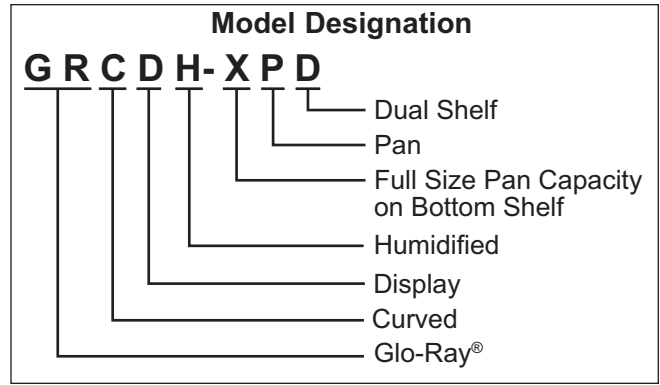 Model Designation
G R C D H- X P D
Dual Shelf
Pan
Full Size Pan Capacity
on Bottom Shelf
Humidified
Display
Curved
Glo-Ray®